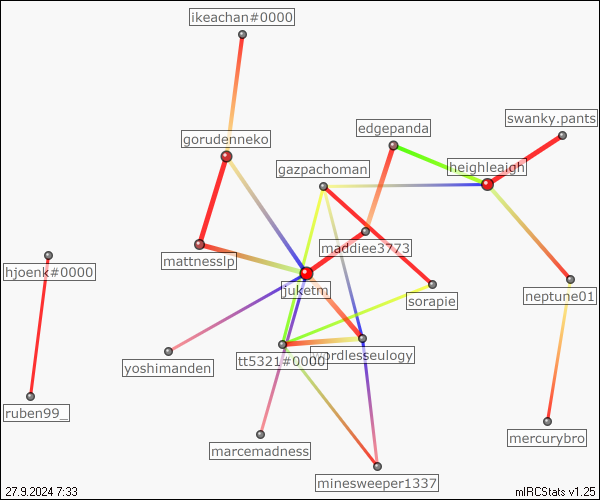 ikeachan#0000
swanky.pants
edgepanda
gorudenneko
heighleaigh
gazpachoman
maddiee3773
mattnesslp
hjoenk#0000
juketm
sorapie
neptune01
wordlesseulogy
tt5321#0000
yoshimanden
ruben99_
mercurybro
marcemadness
minesweeper1337
27.9.2024 7:33
mIRCStats v1.25